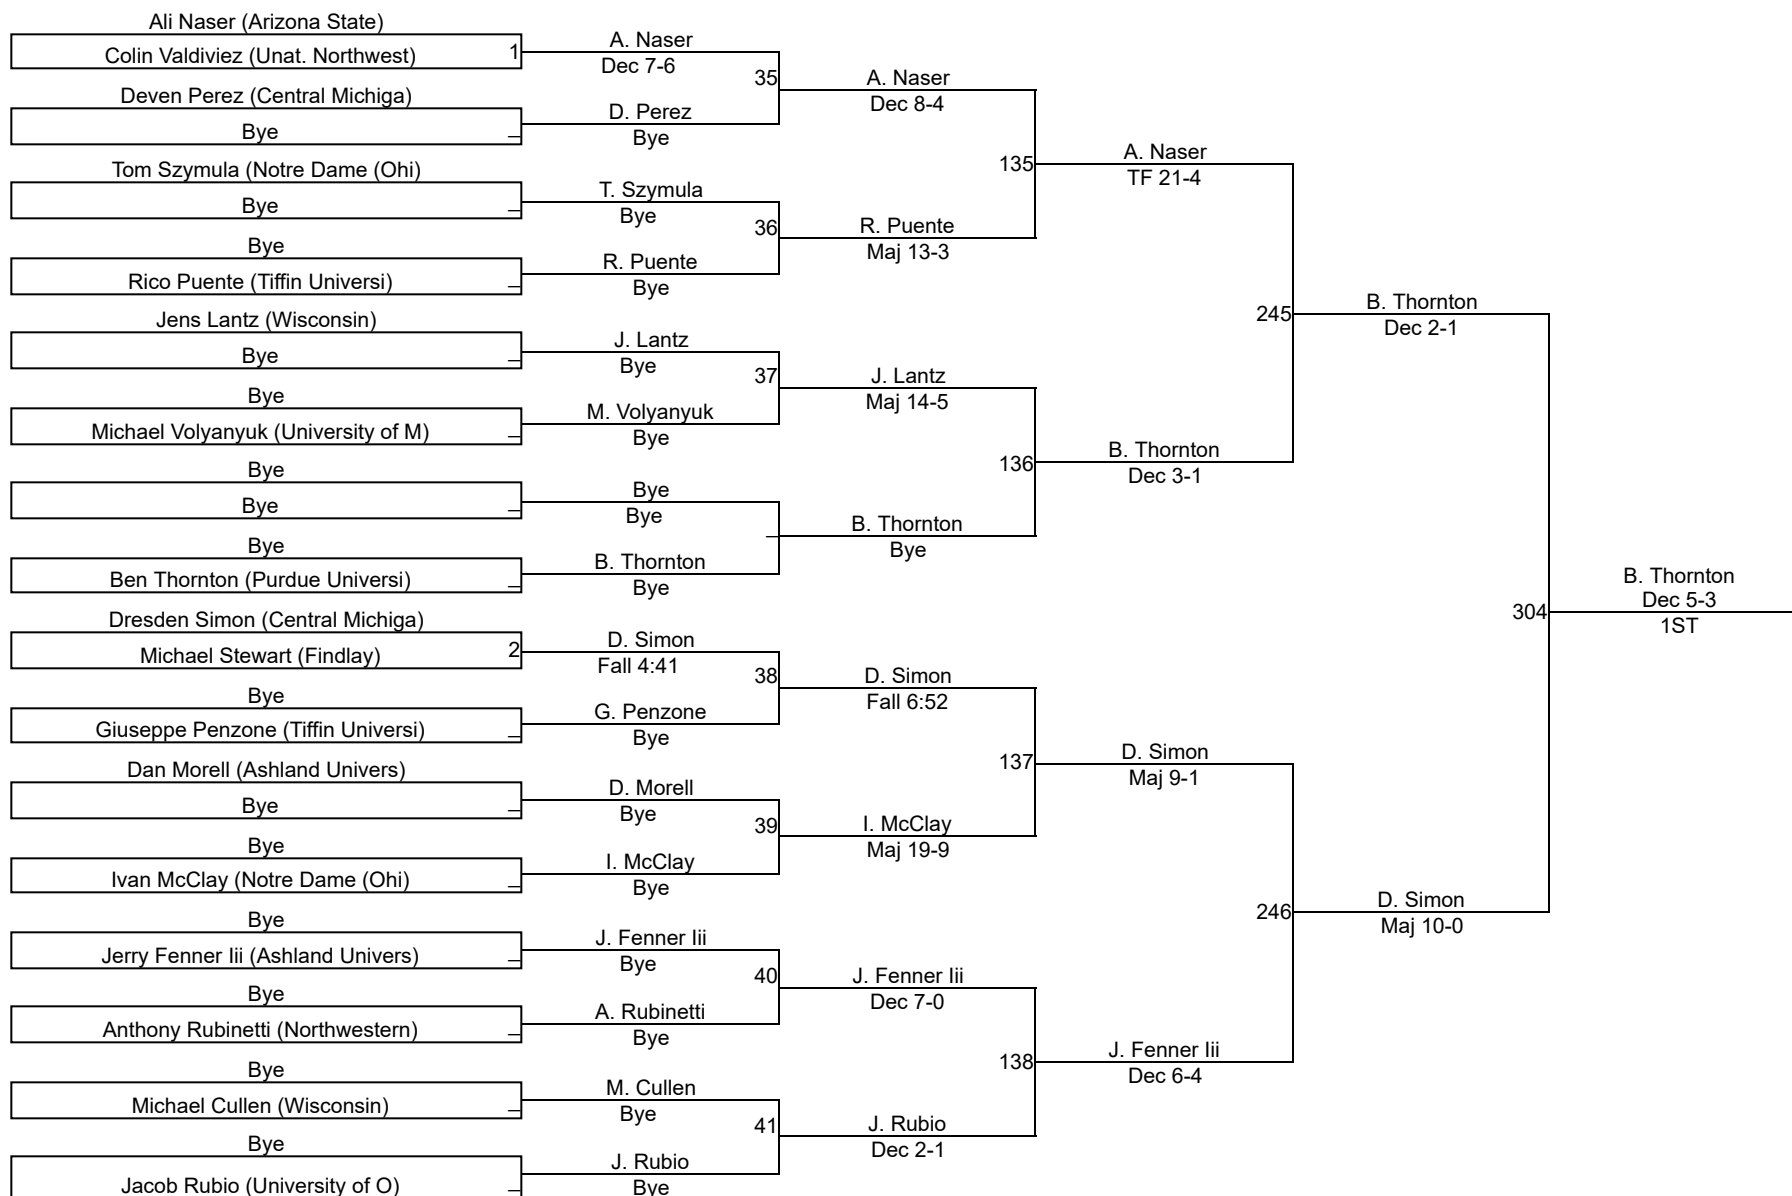 Ali Naser (Arizona State)
Colin Valdiviez (Unat. Northwest) 1
Deven Perez (Central Michiga)
Bye _
Tom Szymula (Notre Dame (Ohi)
Bye _
Bye
Rico Puente (Tiffin Universi) _
Jens Lantz (Wisconsin)
Bye _
Bye
Michael Volyanyuk (University of M) _
Bye
Bye _
Bye
Ben Thornton (Purdue Universi) _
Dresden Simon (Central Michiga)
Michael Stewart (Findlay) 2
Bye
Giuseppe Penzone (Tiffin Universi) _
Dan Morell (Ashland Univers)
Bye _
Bye
Ivan McClay (Notre Dame (Ohi) _
Bye
Jerry Fenner Iii (Ashland Univers) _
Bye
Anthony Rubinetti (Northwestern) _
Bye
Michael Cullen (Wisconsin) _
Bye
Jacob Rubio (University of O) _
A. Naser
Dec 7-6
35
D. Perez
Bye
T. Szymula
Bye
36
R. Puente
Bye
J. Lantz
Bye
37
M. Volyanyuk
Bye
Bye
Bye
_
B. Thornton
Bye
D. Simon
Fall 4:41
38
G. Penzone
Bye
D. Morell
Bye
39
I. McClay
Bye
J. Fenner Iii
Bye
40
A. Rubinetti
Bye
M. Cullen
Bye
41
J. Rubio
Bye
A. Naser
Dec 8-4
135
R. Puente
Maj 13-3
J. Lantz
Maj 14-5
136
B. Thornton
Bye
D. Simon
Fall 6:52
137
I. McClay
Maj 19-9
J. Fenner Iii
Dec 7-0
138
J. Rubio
Dec 2-1
A. Naser
TF 21-4
245
B. Thornton
Dec 3-1
D. Simon
Maj 9-1
246
J. Fenner Iii
Dec 6-4
B. Thornton
Dec 2-1
304
D. Simon
Maj 10-0
B. Thornton
Dec 5-3
1ST